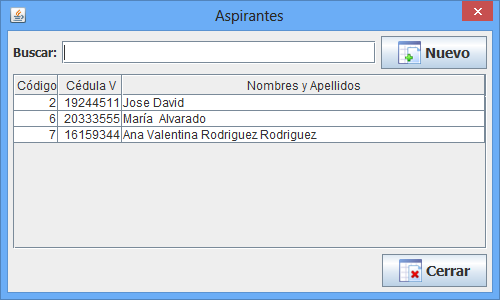 Aspirantes
Buscar: Nuevo
Código Cédula V Nombres y Apellidos
2 19244511 Jose David
6 20333555 María Alvarado
7 16159344 Ana Valentina Rodriguez Rodriguez
Cerrar